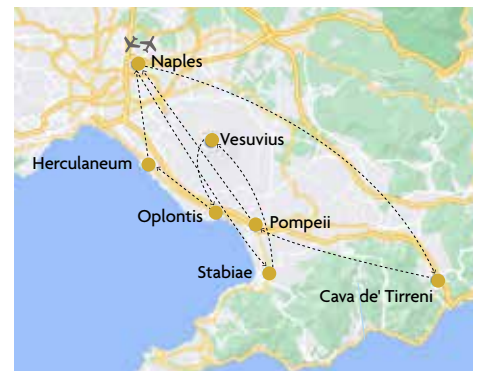 Naples
Vesuvius
Herculaneum
Oplontis
Pompeii
Stabiae
Cava de' Tirreni